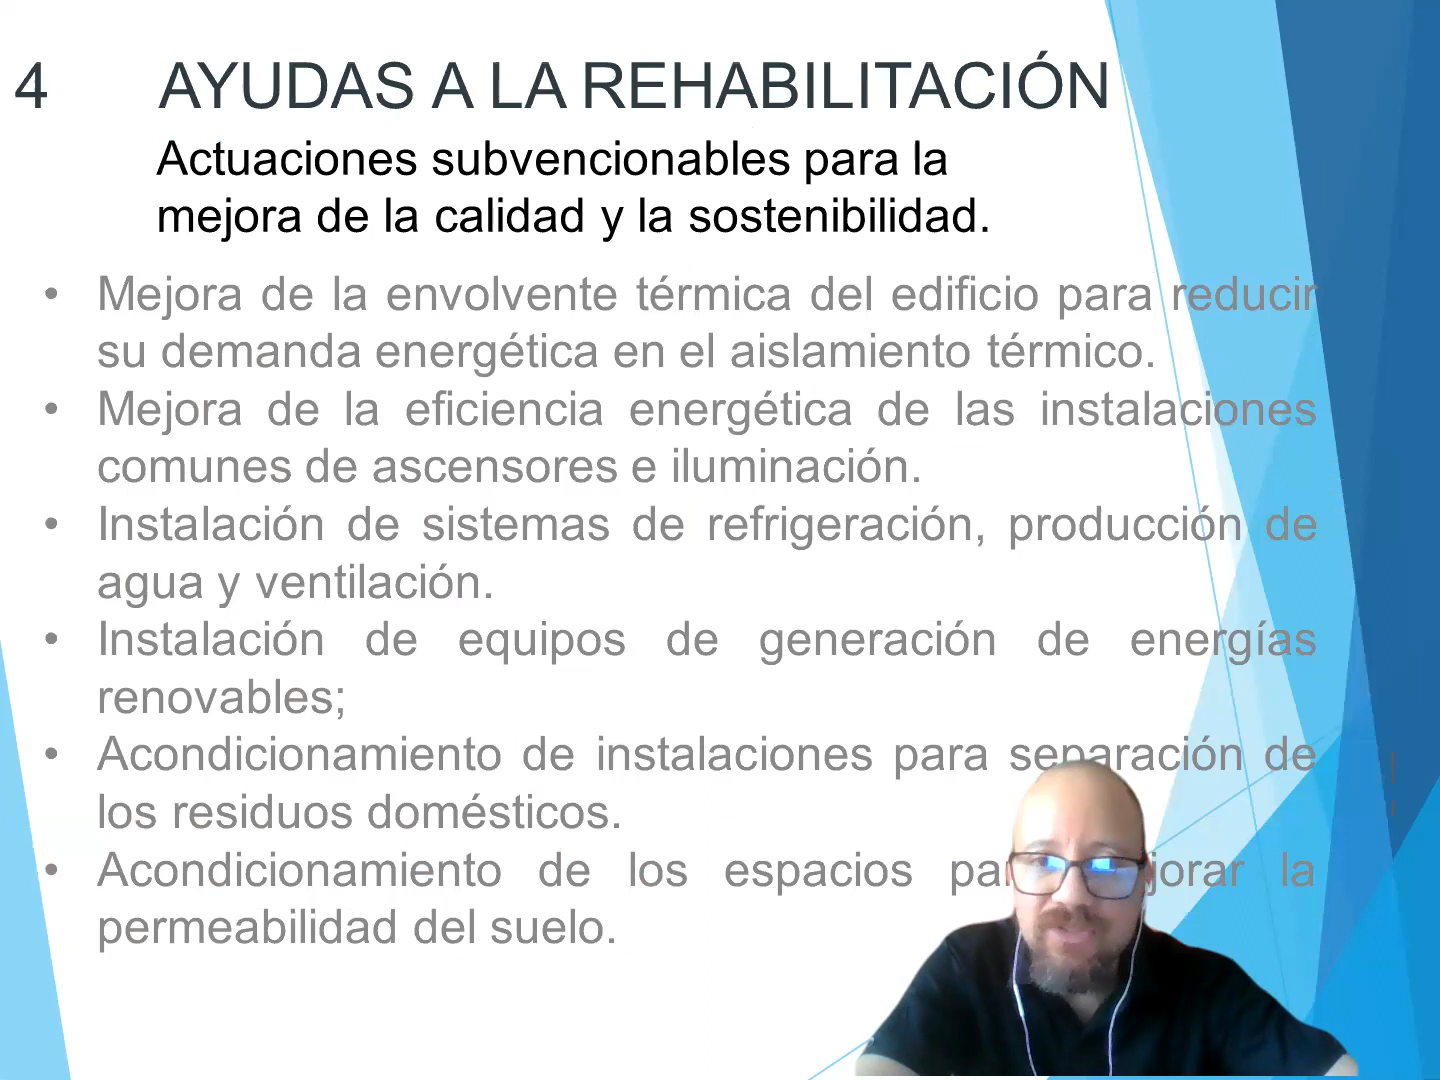 4 AYUDAS A LA REHABILITACIÓN
Actuaciones subvencionables para la
mejora de la calidad y la sostenibilidad.
• Mejora de la envolvente térmica del edificio para reducir
su demanda energética en el aislamiento térmico.
• Mejora de la eficiencia energética de las instalaciones
comunes de ascensores e iluminación.
• Instalación de sistemas de refrigeración, producción de
agua y ventilación.
• Instalación de equipos de generación de energías
renovables;
• Acondicionamiento de instalaciones para separación de
los residuos domésticos.
• Acondicionamiento de los espacios la
permeabilidad del suelo.